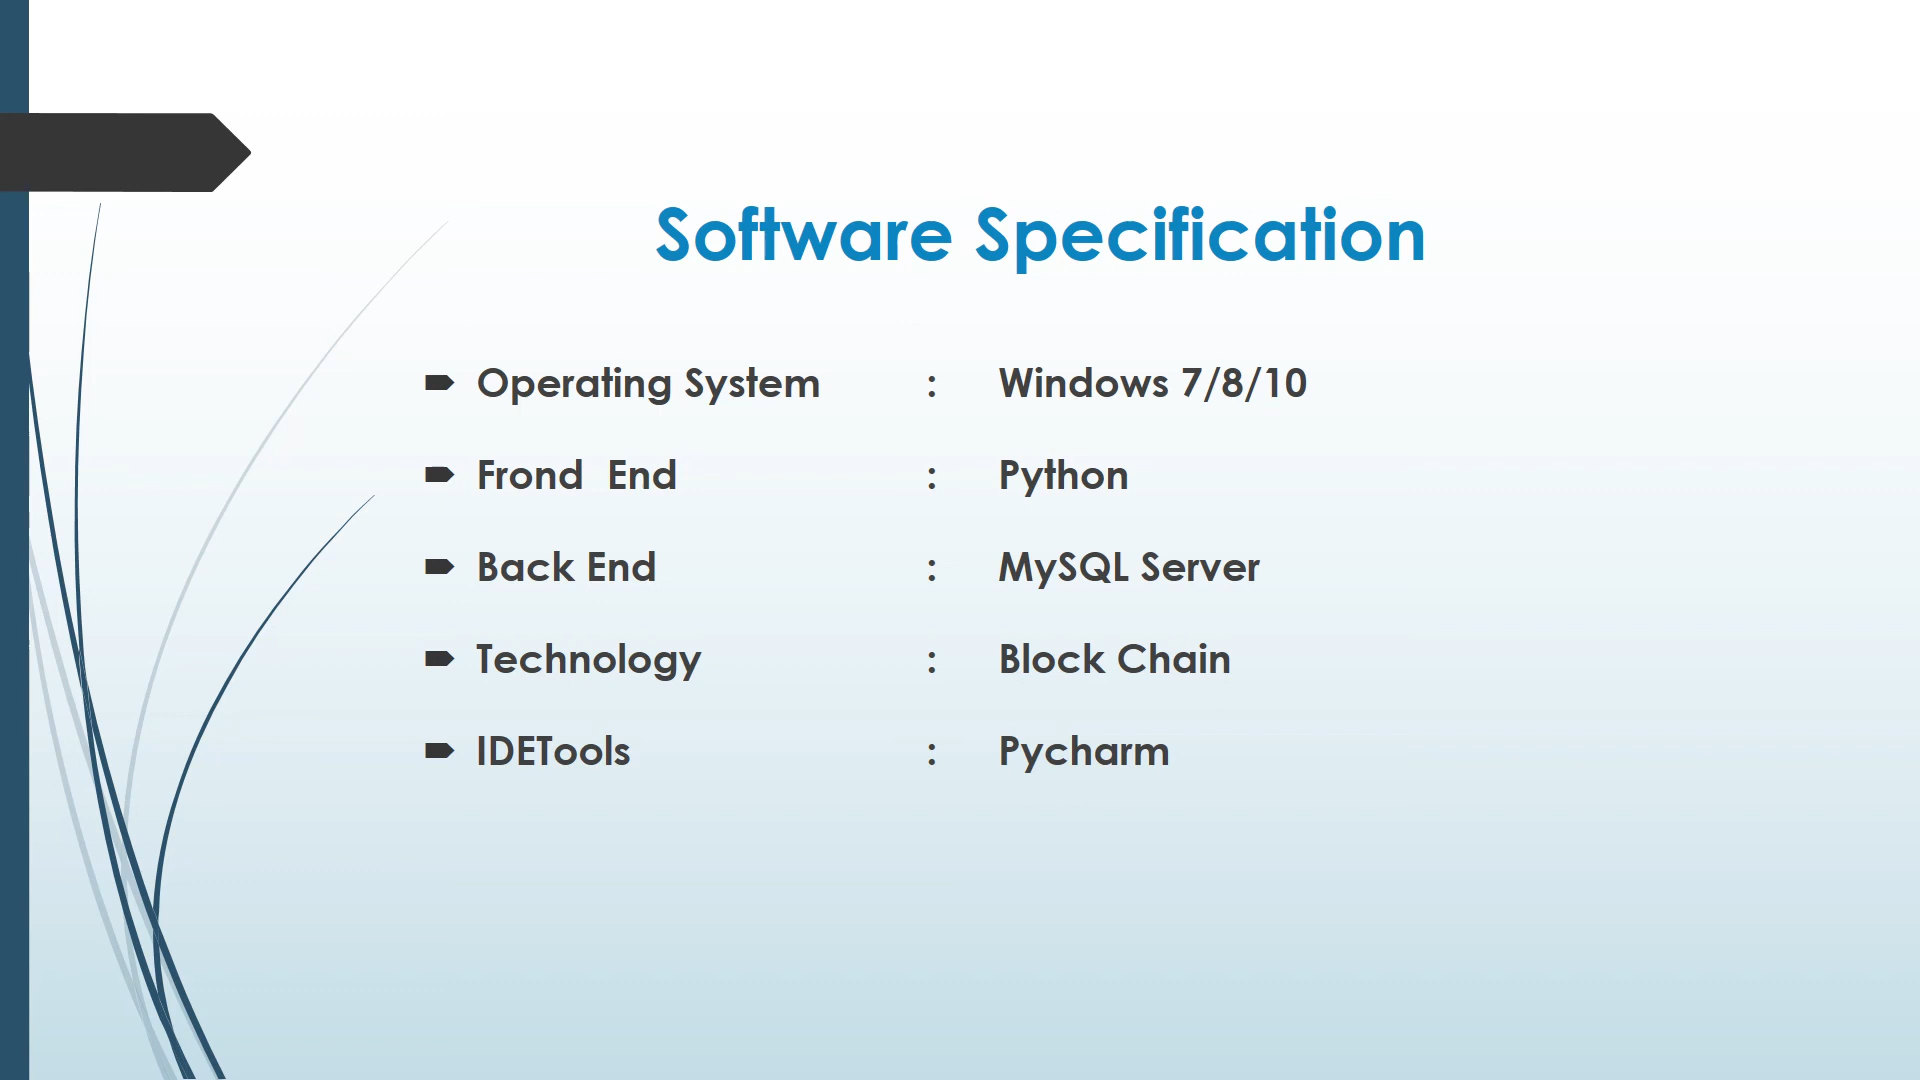 Software Specification
Operating System : Windows 7/8/10
Frond  End : Python
Back End : MySQL Server
Technology : Block Chain
IDETools : Pycharm